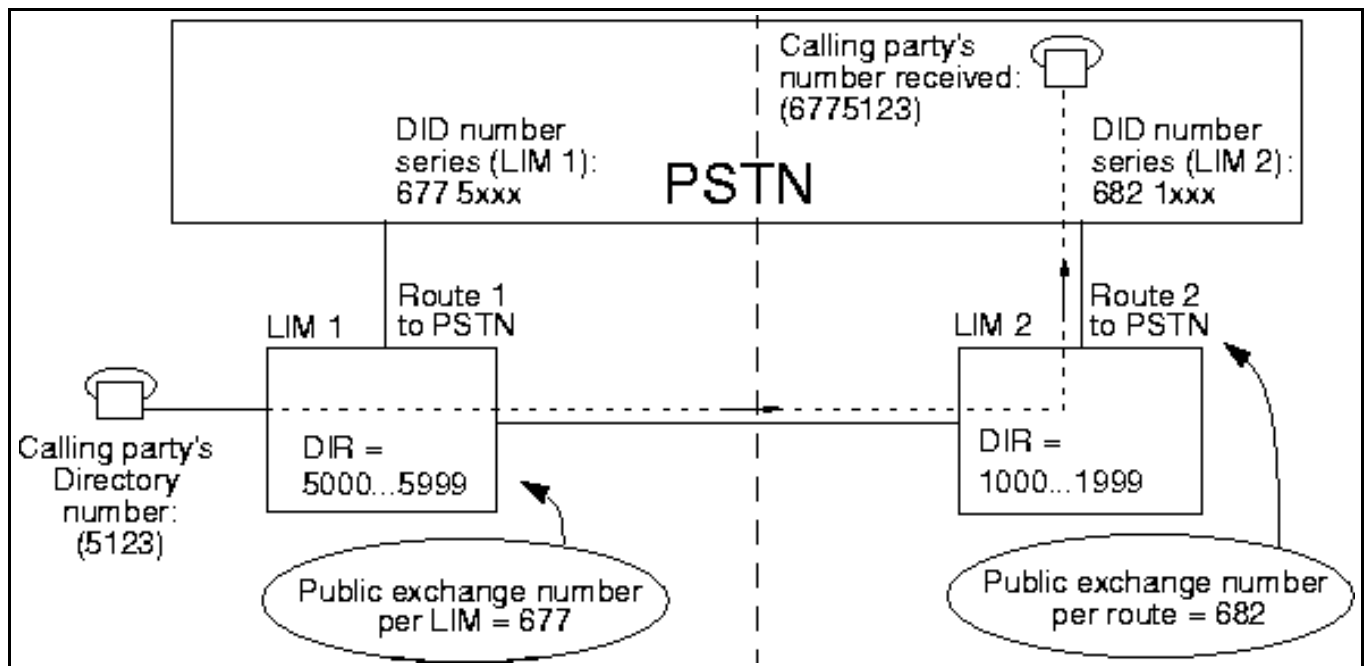 Calling party's
number received:
(6775123)
DID number
series (LIM 1):
677 5xxx
PSTN
DID number
series (LIM 2):
682 1xxx
LIM 1
Route 1
to PSTN
LIM 2
Route 2
to PSTN
Calling party's
Directory
number:
(5123)
DIR =
5000...5999
DIR =
1000...1999
Public exchange number
per LIM = 677
Public exchange number
per route = 682